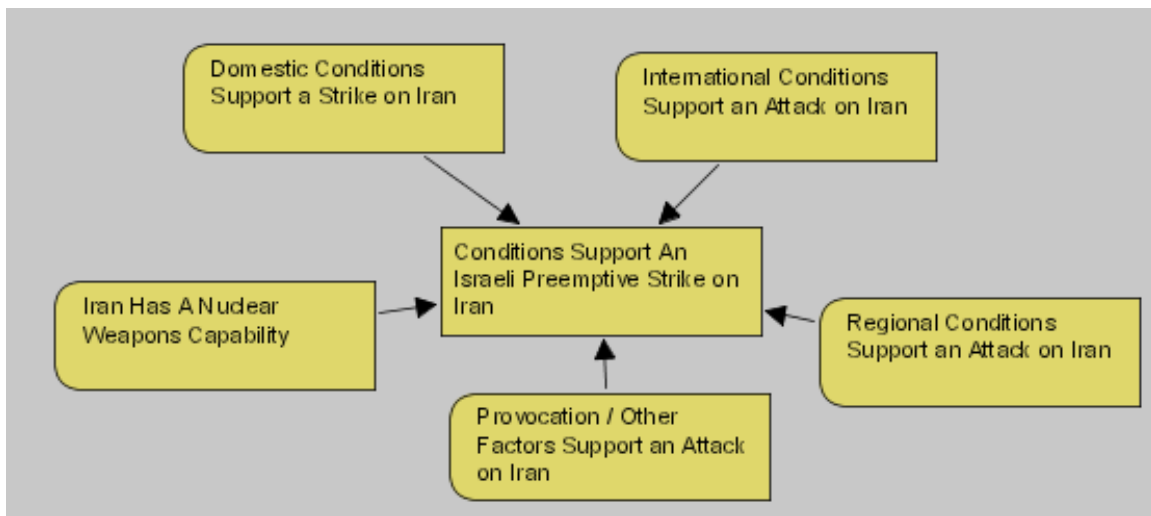 Domestic Conditions
Support a Strike on Iran
International Conditions
Support an Attack on Iran
Conditions Support An
Israeli Preemptive Strike on
Iran
Iran Has A Nuclear
Weapons Capability
Regional Conditions
Support an Attack on Iran
Provocation / Other
Factors Support an Attack
on Iran